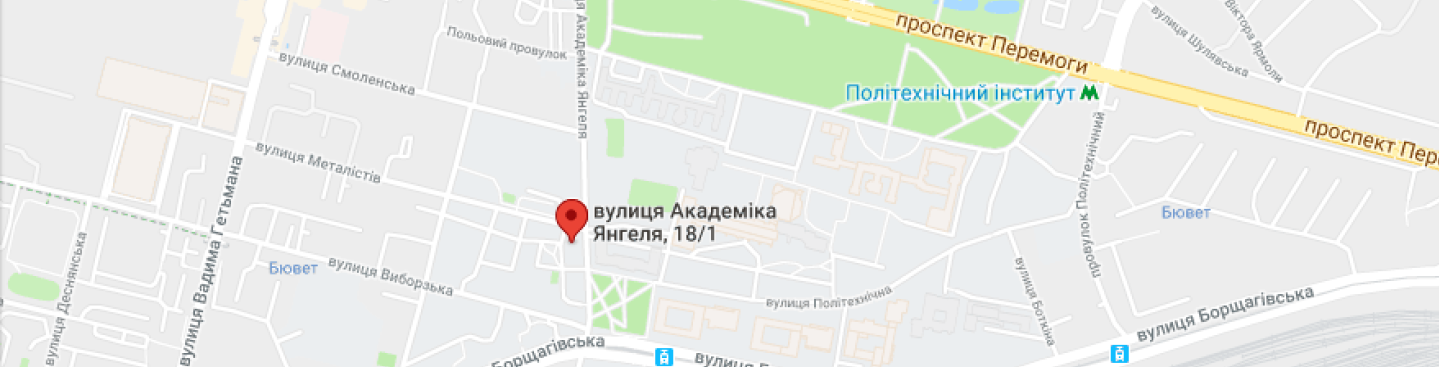 проспект Перемоги
вулиця Шулявська
Віктора Ярмоли
Польовий провулок
Академіка Янгеля
вулиця Смоленська
Політехнічний інститут
проспект
провулок Політехнічний
вулиця Металістів
вулиця Вадима Гетьмана
вулиця Академіка
Янгеля, 18/1
Бювет
вулиця Деснянська
Бювет
вулиця Виборзька
вулиця Політехнічна
вулиця Боткіна
вулиця Борщагівська
Борщагівська
вулиця